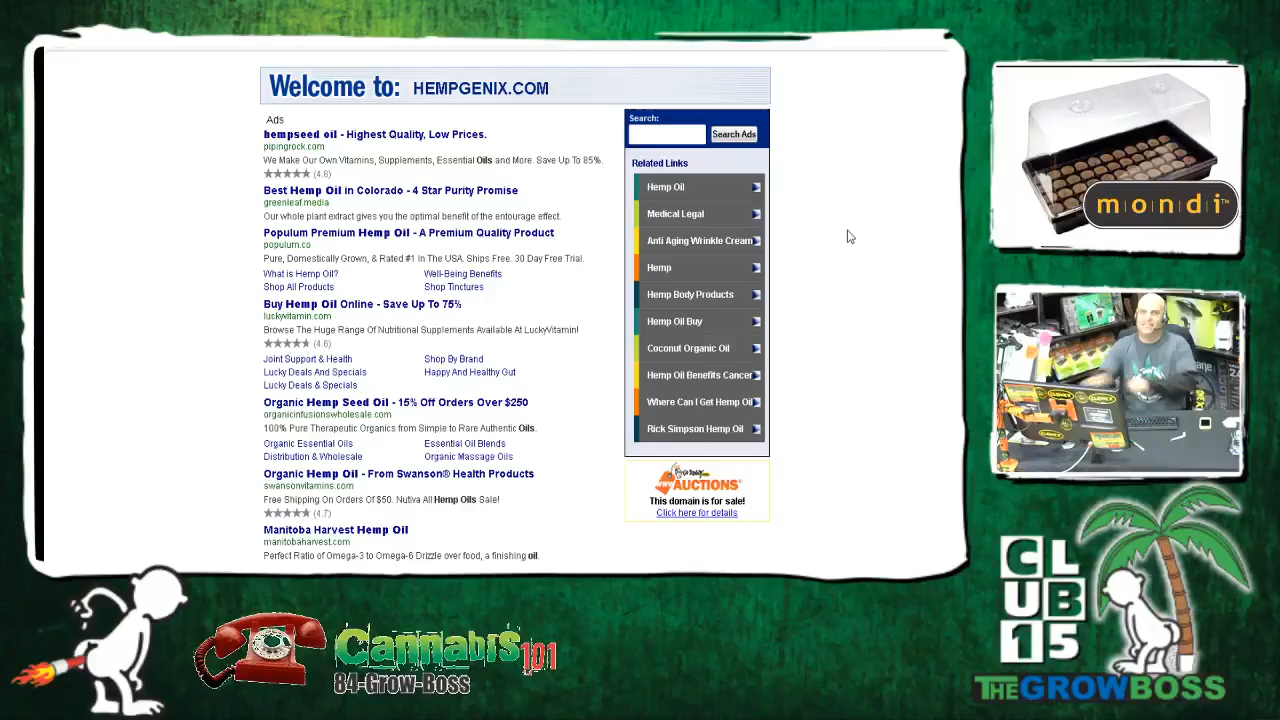 Welcome to: HEMPGENIX.COM
Ads
hempseed oil - Highest Quality, Low Prices.
pipingrock.com
We Make Our Own Vitamins, Supplements, Essential Oils and More. Save Up To 85%.
(4.8)
Best Hemp Oil in Colorado - 4 Star Purity Promise
greenleaf.media
Our whole plant extract gives you the optimal benefit of the entourage effect.
Populum Premium Hemp Oil - A Premium Quality Product
populum.co
Pure, Domestically Grown, & Rated #1 In The USA. Ships Free. 30 Day Free Trial.
What is Hemp Oil? Well-Being Benefits
Shop All Products Shop Tinctures
Buy Hemp Oil Online - Save Up To 75%
luckyvitamin.com
Browse The Huge Range Of Nutritional Supplements Available At LuckyVitamin!
(4.6)
Joint Support & Health Shop By Brand
Lucky Deals And Specials Happy And Healthy Gut
Lucky Deals & Specials
Organic Hemp Seed Oil - 15% Off Orders Over $250
organicinfusionswholesale.com
100% Pure Therapeutic Organics from Simple to Rare Authentic Oils.
Organic Essential Oils Essential Oil Blends
Distribution & Wholesale Organic Massage Oils
Organic Hemp Oil - From Swanson® Health Products
swansonvitamins.com
Free Shipping On Orders Of $50. Nutiva All Hemp Oils Sale!
(4.7)
Manitoba Harvest Hemp Oil
manitobaharvest.com
Perfect Ratio of Omega-3 to Omega-6 Drizzle over food, a finishing oil.
Search:
Search Ads
Related Links
Hemp Oil
Medical Legal
Anti Aging Wrinkle Cream
Hemp
Hemp Body Products
Hemp Oil Buy
Coconut Organic Oil
Hemp Oil Benefits Cancer
Where Can I Get Hemp Oil
Rick Simpson Hemp Oil
AUCTIONS
This domain is for sale!
Click here for details
mondi™
CLUB 15
THEGROWBOSS
Cannabis 101
84-Grow-Boss